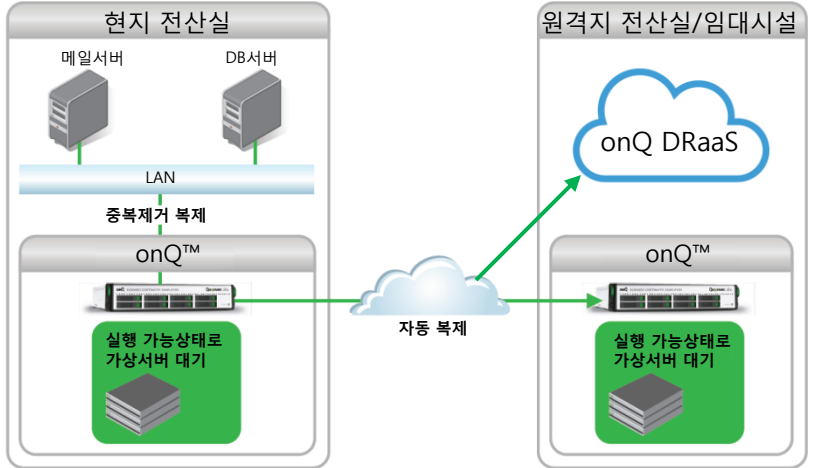 현지 전산실
메일서버
DB서버
LAN
중복제거 복제
onQ™
실행 가능상태로
가상서버 대기
자동 복제
원격지 전산실/임대시설
onQ DRaaS
onQ™
실행 가능상태로
가상서버 대기